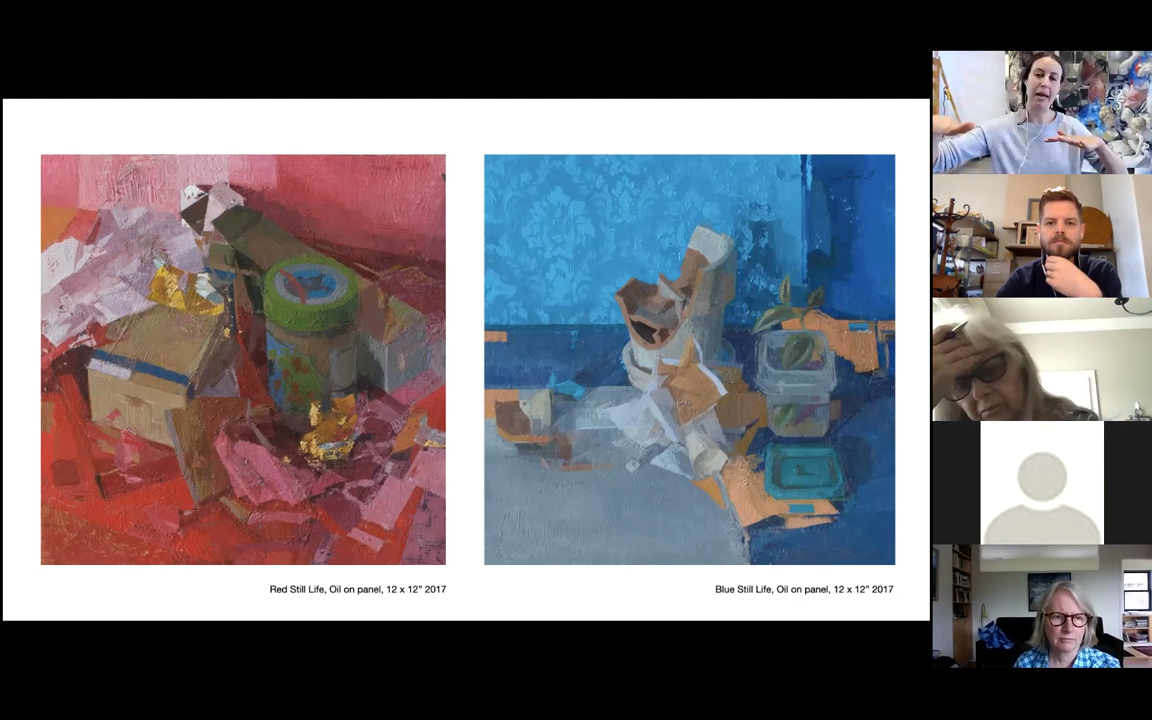 Red Still Life, Oil on panel, 12 x 12” 2017
Blue Still Life, Oil on panel, 12 x 12” 2017